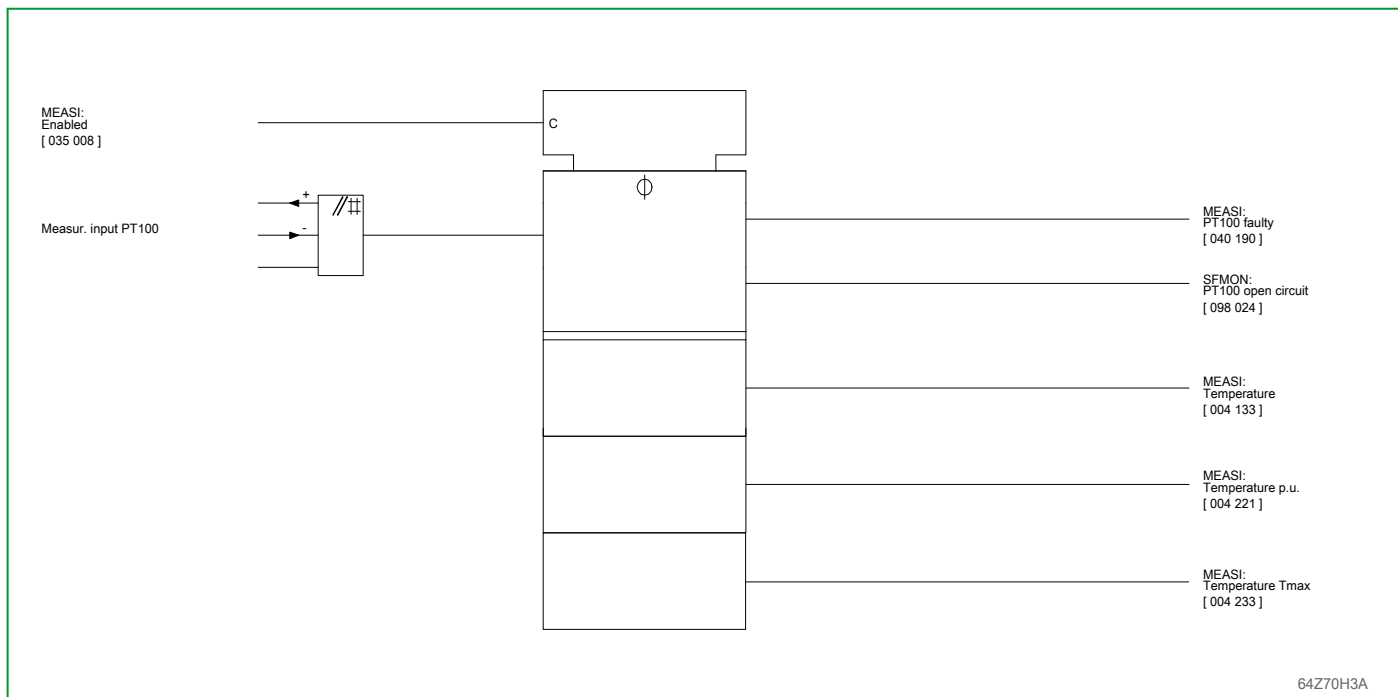 MEASI:
Enabled
[ 035 008 ]
C
+
-
Measur. input PT100
MEASI:
PT100 faulty
[ 040 190 ]
SFMON:
PT100 open circuit
[ 098 024 ]
MEASI:
Temperature
[ 004 133 ]
MEASI:
Temperature p.u.
[ 004 221 ]
MEASI:
Temperature Tmax
[ 004 233 ]
64Z70H3A